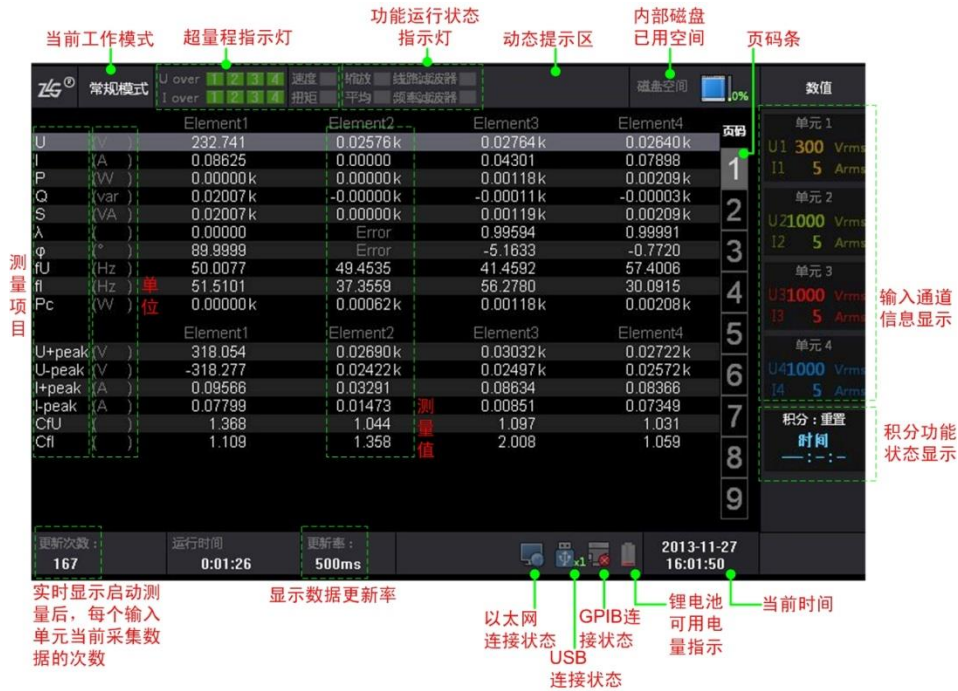 当前工作模式
超量程指示灯
功能运行状态
指示灯
动态提示区
内部磁盘
已用空间
页码条
ZLG®
常规模式
U over 1 2 3 4 速度
I over 1 2 3 4 扭矩
缩放 线路滤波器
平均 频率滤波器
磁盘空间
0%
数值
Element1 Element2 Element3 Element4 页码
U (V ) 232.741 0.02576k 0.02764k 0.02640k
I (A ) 0.08625 0.00000 0.04301 0.07898
P (W ) 0.00000k 0.00000k 0.00118k 0.00209k
Q (var ) 0.02007k -0.00000k -0.00011k -0.00003k
S (VA ) 0.02007k 0.00000k 0.00119k 0.00209k
λ ( ) 0.00000 Error 0.99594 0.99991
φ (° ) 89.9999 Error -5.1633 -0.7720
fU (Hz ) 50.0077 49.4535 41.4592 57.4006
fI (Hz ) 51.5101 37.3559 56.2780 30.0915
Pc (W ) 0.00000k 0.00062k 0.00118k 0.00208k
Element1 Element2 Element3 Element4
U+peak (V ) 318.054 0.02690k 0.03032k 0.02722k
U-peak (V ) -318.277 0.02422k 0.02497k 0.02572k
I+peak (A ) 0.09566 0.03291 0.08634 0.08366
I-peak (A ) 0.07799 0.01473 0.00851 0.07349
CfU 1.368 1.044 1.097 1.031
CfI 1.109 1.358 2.008 1.059
测量项目
单位
测量值
1
2
3
4
5
6
7
8
9
单元1
U1 300 Vrms
I1 5 Arms
单元2
U2 1000 Vrms
I2 5 Arms
单元3
U3 1000 Vrms
I3 5 Arms
单元4
U4 1000 Vrms
I4 5 Arms
输入通道
信息显示
积分：重置
时间
——:-:-
积分功能
状态显示
更新次数：
167
运行时间
0:01:26
更新率：
500ms
x1
2013-11-27
16:01:50
实时显示启动测
量后，每个输入
单元当前采集数
据的次数
显示数据更新率
以太网
连接状态
USB
连接状态
GPIB连
接状态
锂电池
可用电
量指示
当前时间